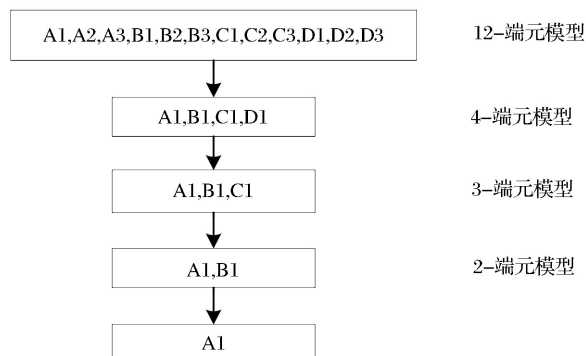 A1,A2,A3,B1,B2,B3,C1,C2,C3,D1,D2,D3 12-端元模型
A1,B1,C1,D1 4-端元模型
A1,B1,C1 3-端元模型
A1,B1 2-端元模型
A1